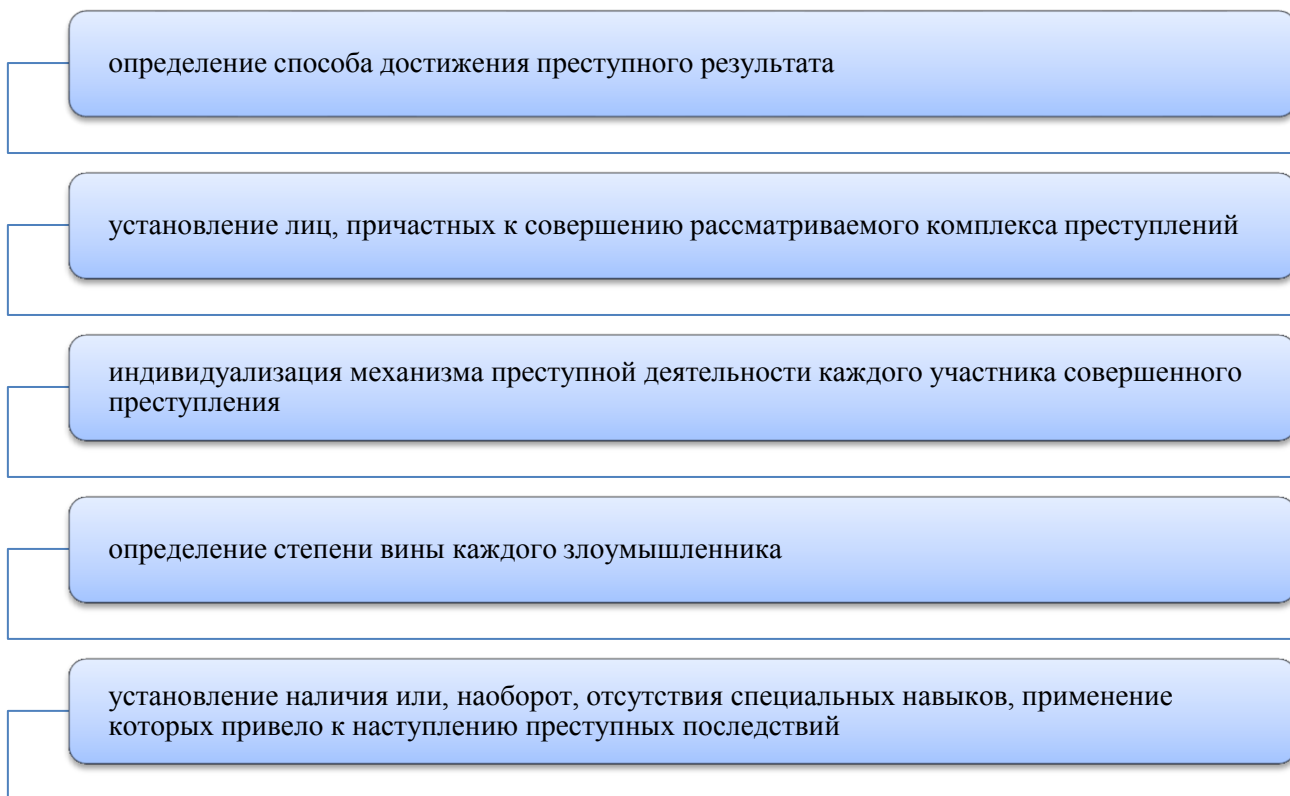 определение способа достижения преступного результата
установление лиц, причастных к совершению рассматриваемого комплекса преступлений
индивидуализация механизма преступной деятельности каждого участника совершенного
преступления
определение степени вины каждого злоумышленника
установление наличия или, наоборот, отсутствия специальных навыков, применение
которых привело к наступлению преступных последствий